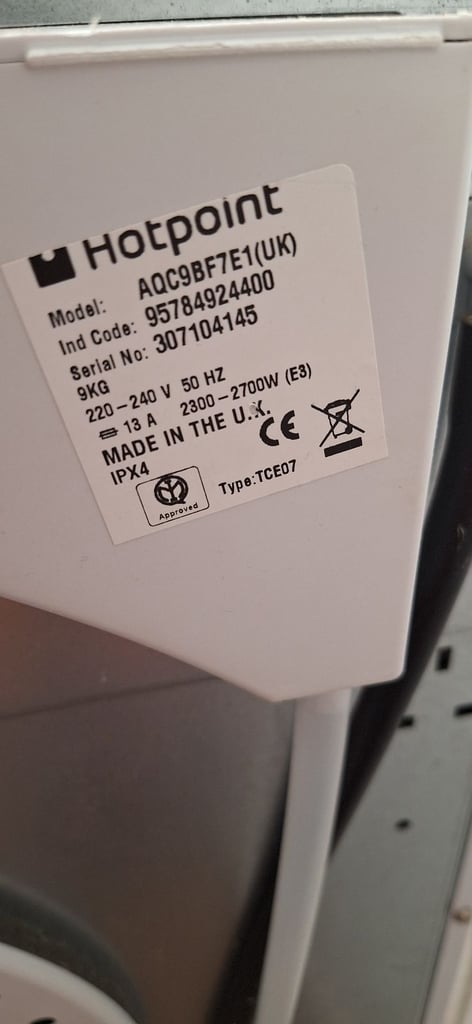 Hotpoint
Model: AQC9BF7E1(UK)
Ind Code: 95784924400
Serial No: 307104145
9KG
220-240 V 50 HZ
13 A 2300-2700W (E3)
MADE IN THE U.K.
IPX4
CE
Approved
Type:TCE07